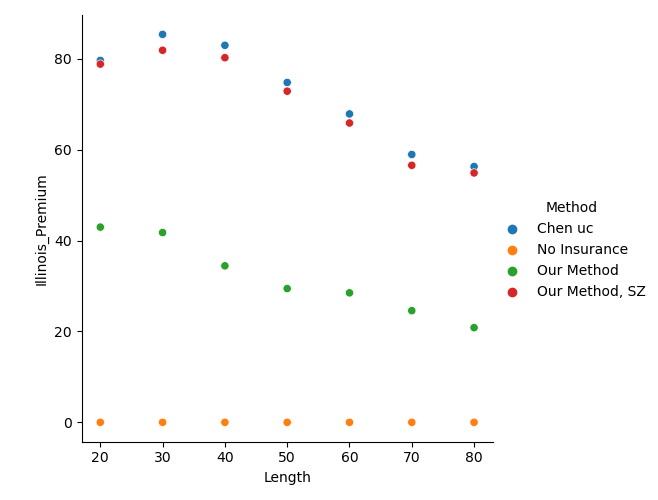 80
60
40
20
0
Illinois_Premium
20 30 40 50 60 70 80
Length
Method
Chen uc
No Insurance
Our Method
Our Method, SZ